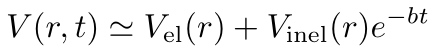 V(r, t) ≃ V_el(r) + V_inel(r)e^{−bt}